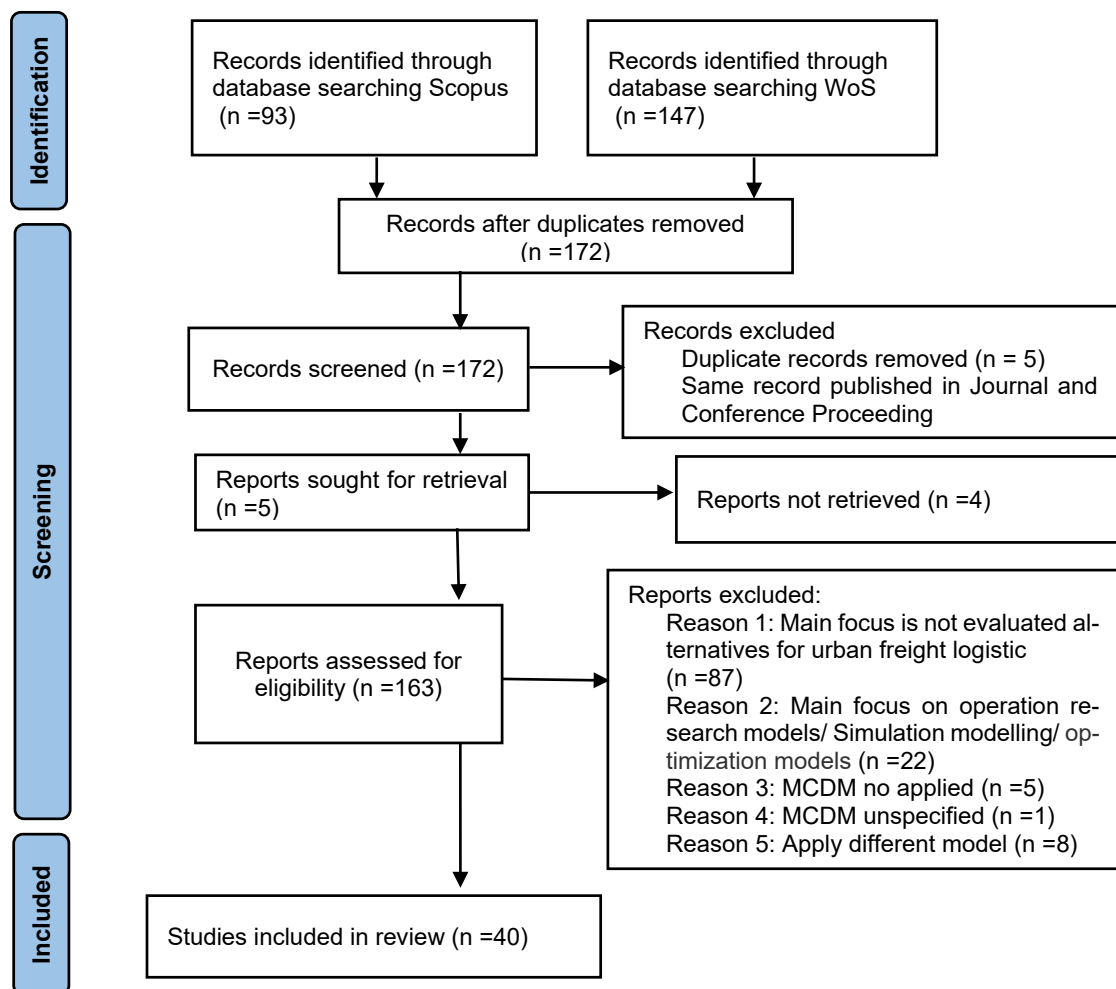 Identification
Records identified through
database searching Scopus
(n =93)
Records identified through
database searching WoS
(n =147)
Records after duplicates removed
(n =172)
Screening
Records screened (n =172)
Records excluded
Duplicate records removed (n = 5)
Same record published in Journal and
Conference Proceeding
Reports sought for retrieval
(n =5)
Reports not retrieved (n =4)
Reports assessed for
eligibility (n =163)
Reports excluded:
Reason 1: Main focus is not evaluated al-
ternatives for urban freight logistic
(n =87)
Reason 2: Main focus on operation re-
search models/ Simulation modelling/ op-
timization models (n =22)
Reason 3: MCDM no applied (n =5)
Reason 4: MCDM unspecified (n =1)
Reason 5: Apply different model (n =8)
Included
Studies included in review (n =40)